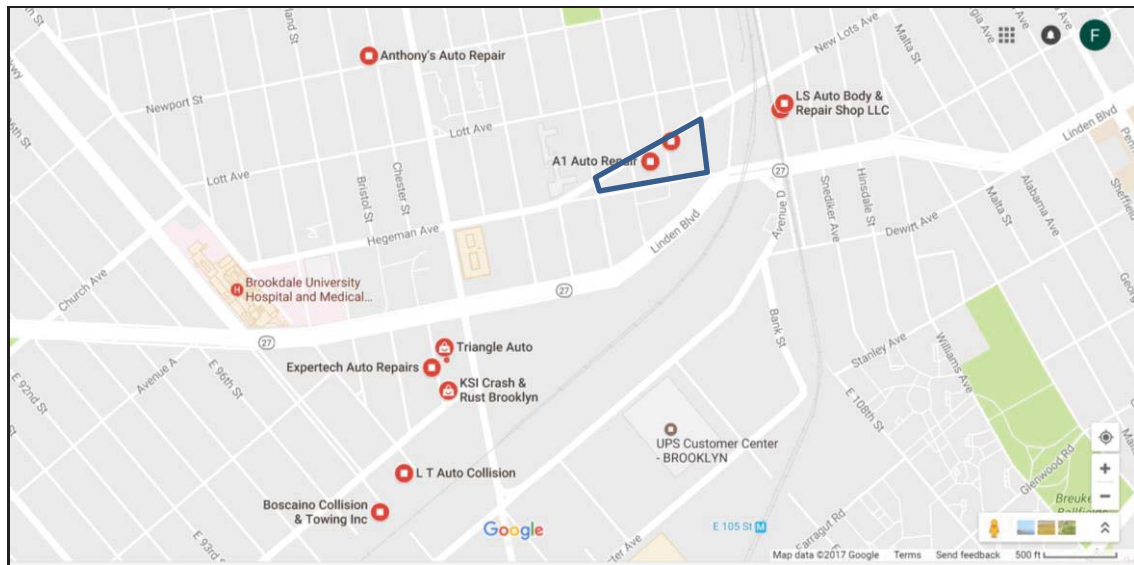 Anthony's Auto Repair
New Lots Ave
Malta St
F
Newport St
LS Auto Body &
Repair Shop LLC
Linden Blvd
Lott Ave
A1 Auto Repair
27
Lott Ave
Bristol St
Chester St
Avenue D
Snediker Ave
Hinsdale St
Malta St
Alabama Ave
Linden Blvd
Hegeman Ave
Dewitt Ave
Church Ave
H
Brookdale University
Hospital and Medical...
27
27
Bank St
Triangle Auto
Expertech Auto Repairs
Stanley Ave
Williams Ave
Avenue A
E 96th St
E 92nd St
KSI Crash &
Rust Brooklyn
E 108th St
UPS Customer Center
- BROOKLYN
L T Auto Collision
Glenwood Rd
Boscaino Collision
& Towing Inc
E 93rd St
Google
E 105 St M
Farragut Rd
Map data ©2017 Google Terms Send feedback 500 ft